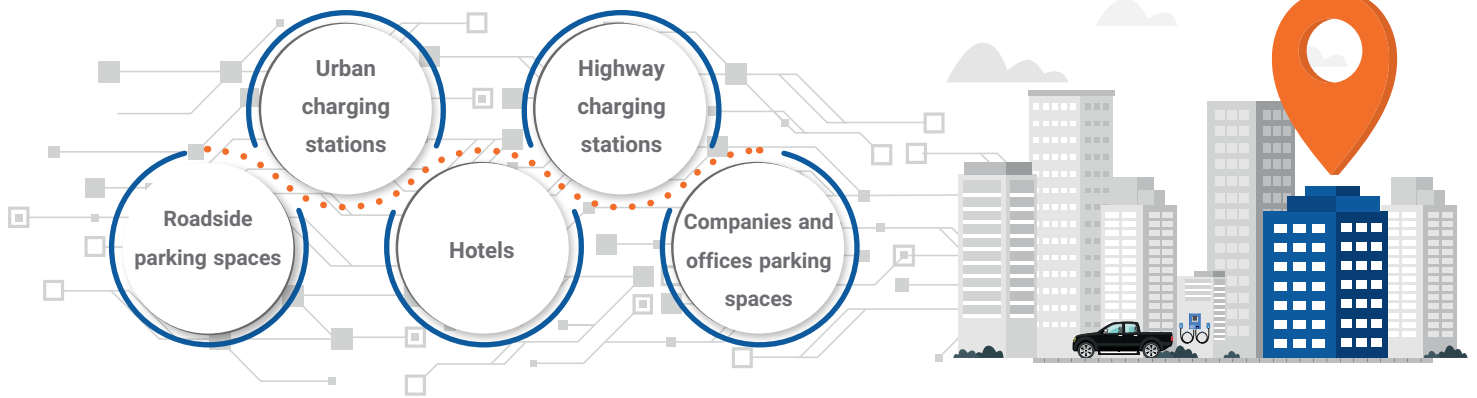 Urban
charging
stations
Highway
charging
stations
Roadside
parking spaces
Hotels
Companies and
offices parking
spaces